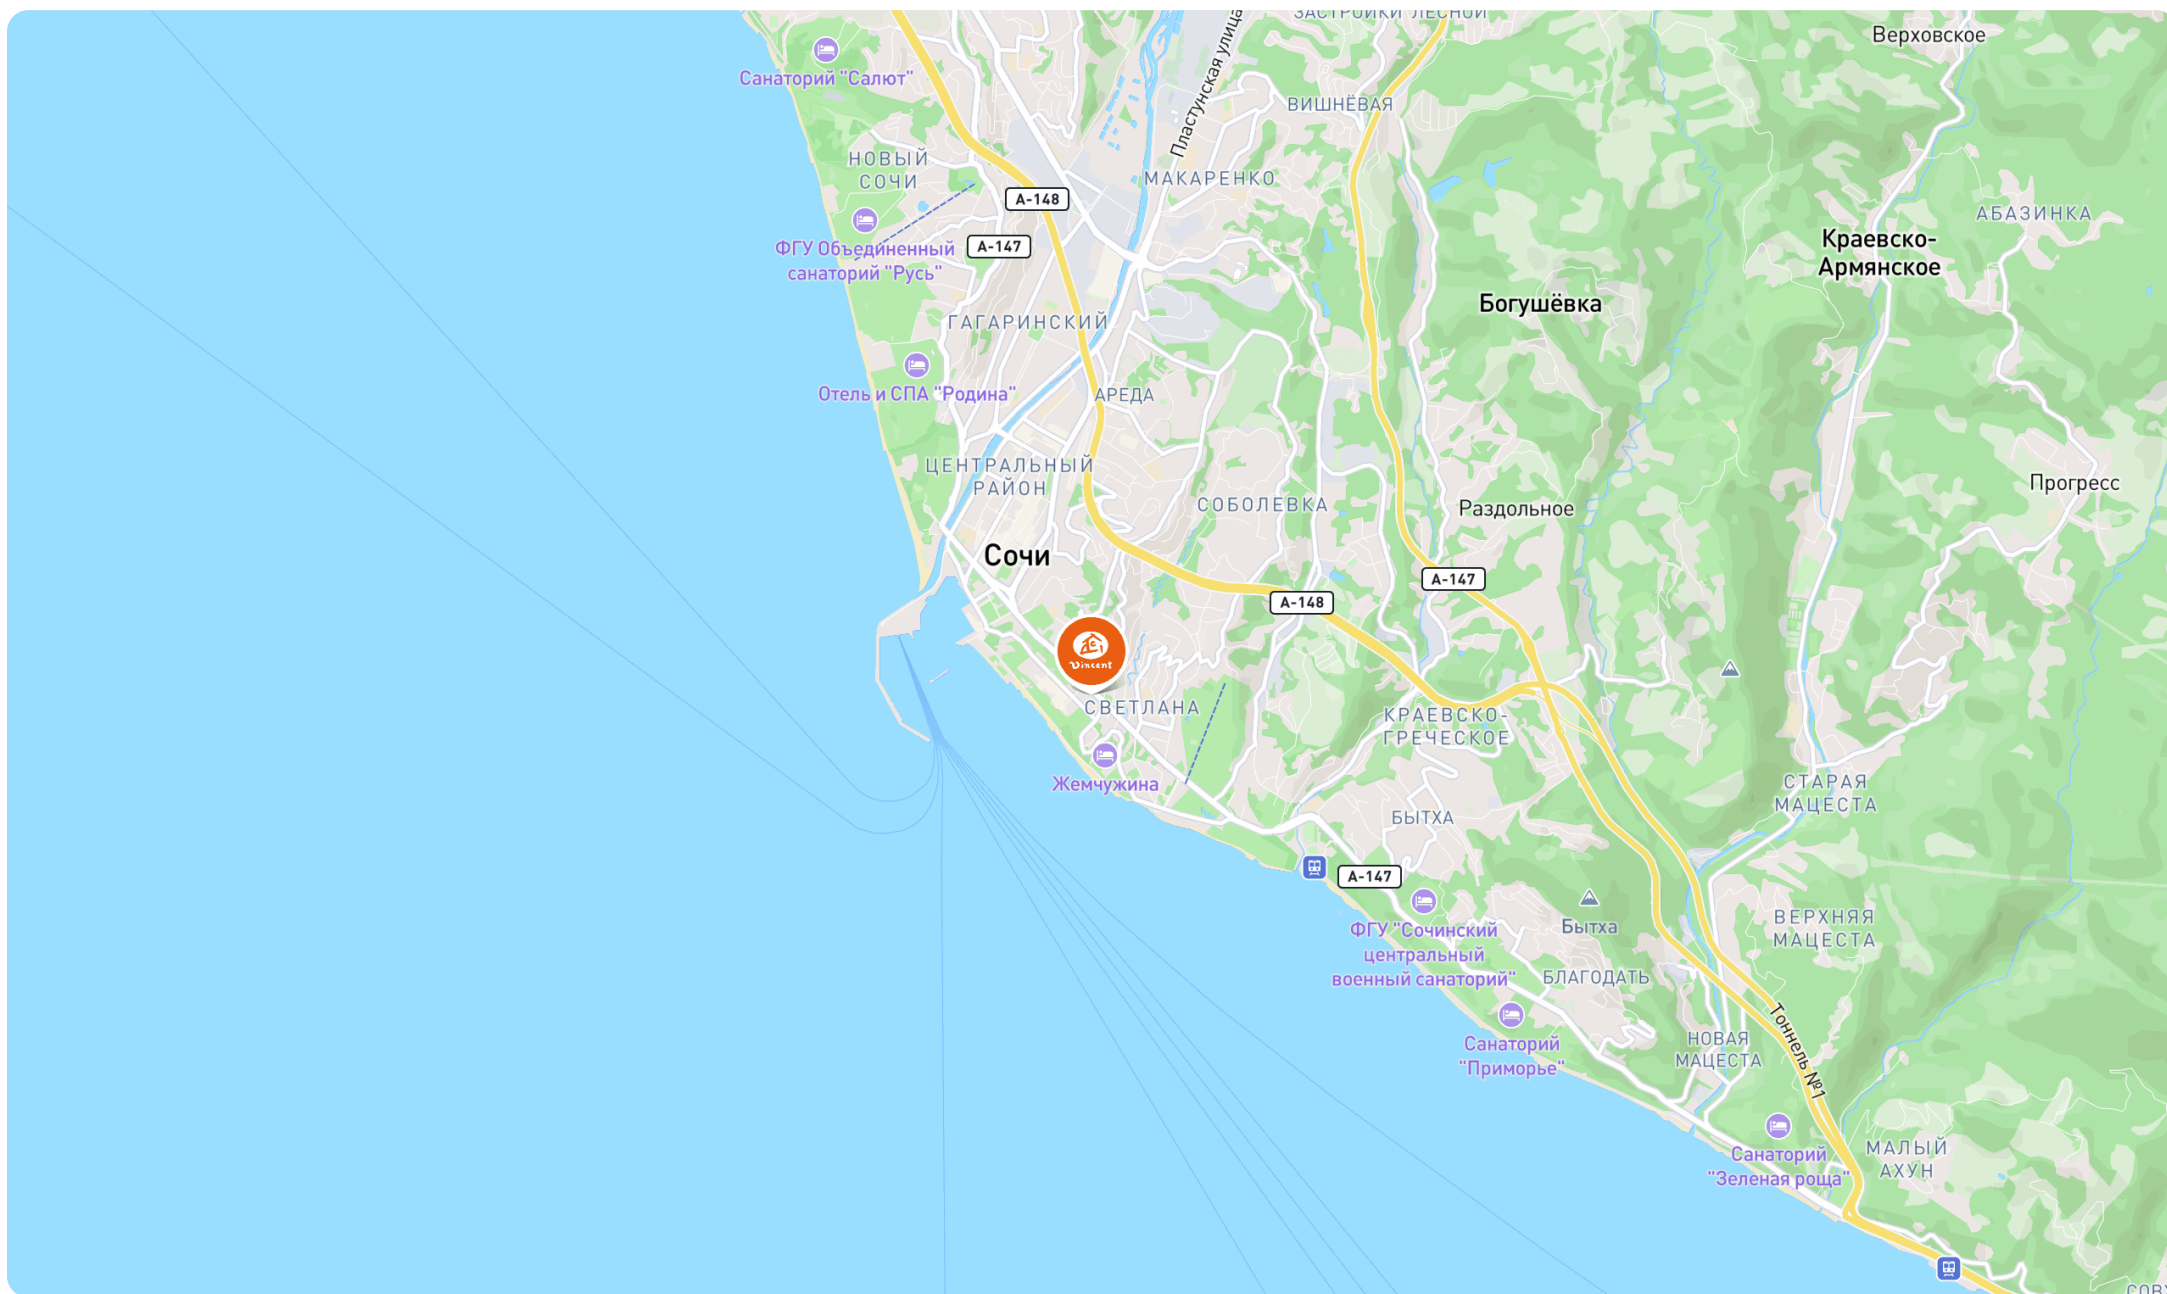 ЗАСТРОЙКИ ЛЕСНОЙ
Верховское
Санаторий "Салют"
Пластунская улица
ВИШНЁВАЯ
НОВЫЙ
СОЧИ
МАКАРЕНКО
А-148
АБАЗИНКА
ФГУ Объединенный
санаторий "Русь"
А-147
Краевско-
Армянское
Богушёвка
ГАГАРИНСКИЙ
Отель и СПА "Родина"
АРЕДА
ЦЕНТРАЛЬНЫЙ
РАЙОН
СОБОЛЕВКА
Раздольное
Прогресс
Сочи
А-147
А-148
Vincent
СВЕТЛАНА
КРАЕВСКО-
ГРЕЧЕСКОЕ
Жемчужина
СТАРАЯ
МАЦЕСТА
БЫТХА
А-147
ФГУ "Сочинский
центральный
военный санаторий"
Бытха
ВЕРХНЯЯ
МАЦЕСТА
БЛАГОДАТЬ
Санаторий
"Приморье"
НОВАЯ
МАЦЕСТА
Тоннель №1
Санаторий
"Зеленая роща"
МАЛЫЙ
АХУН